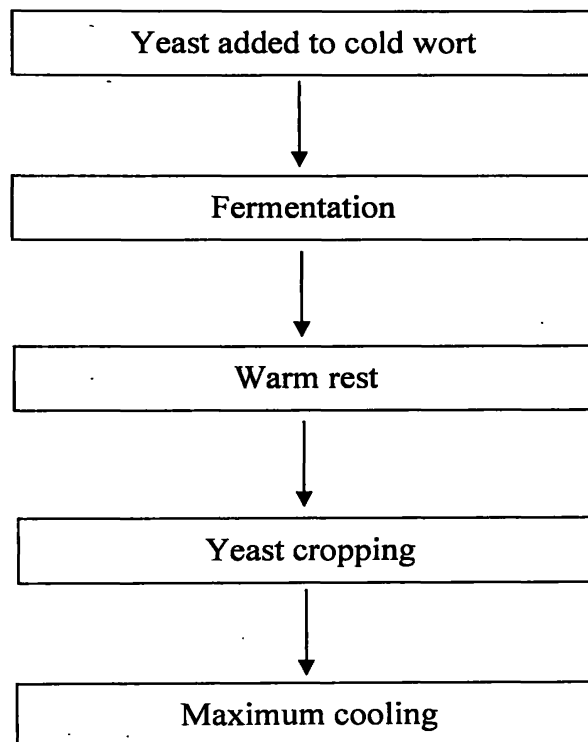 Yeast added to cold wort
Fermentation
Warm rest
Yeast cropping
Maximum cooling